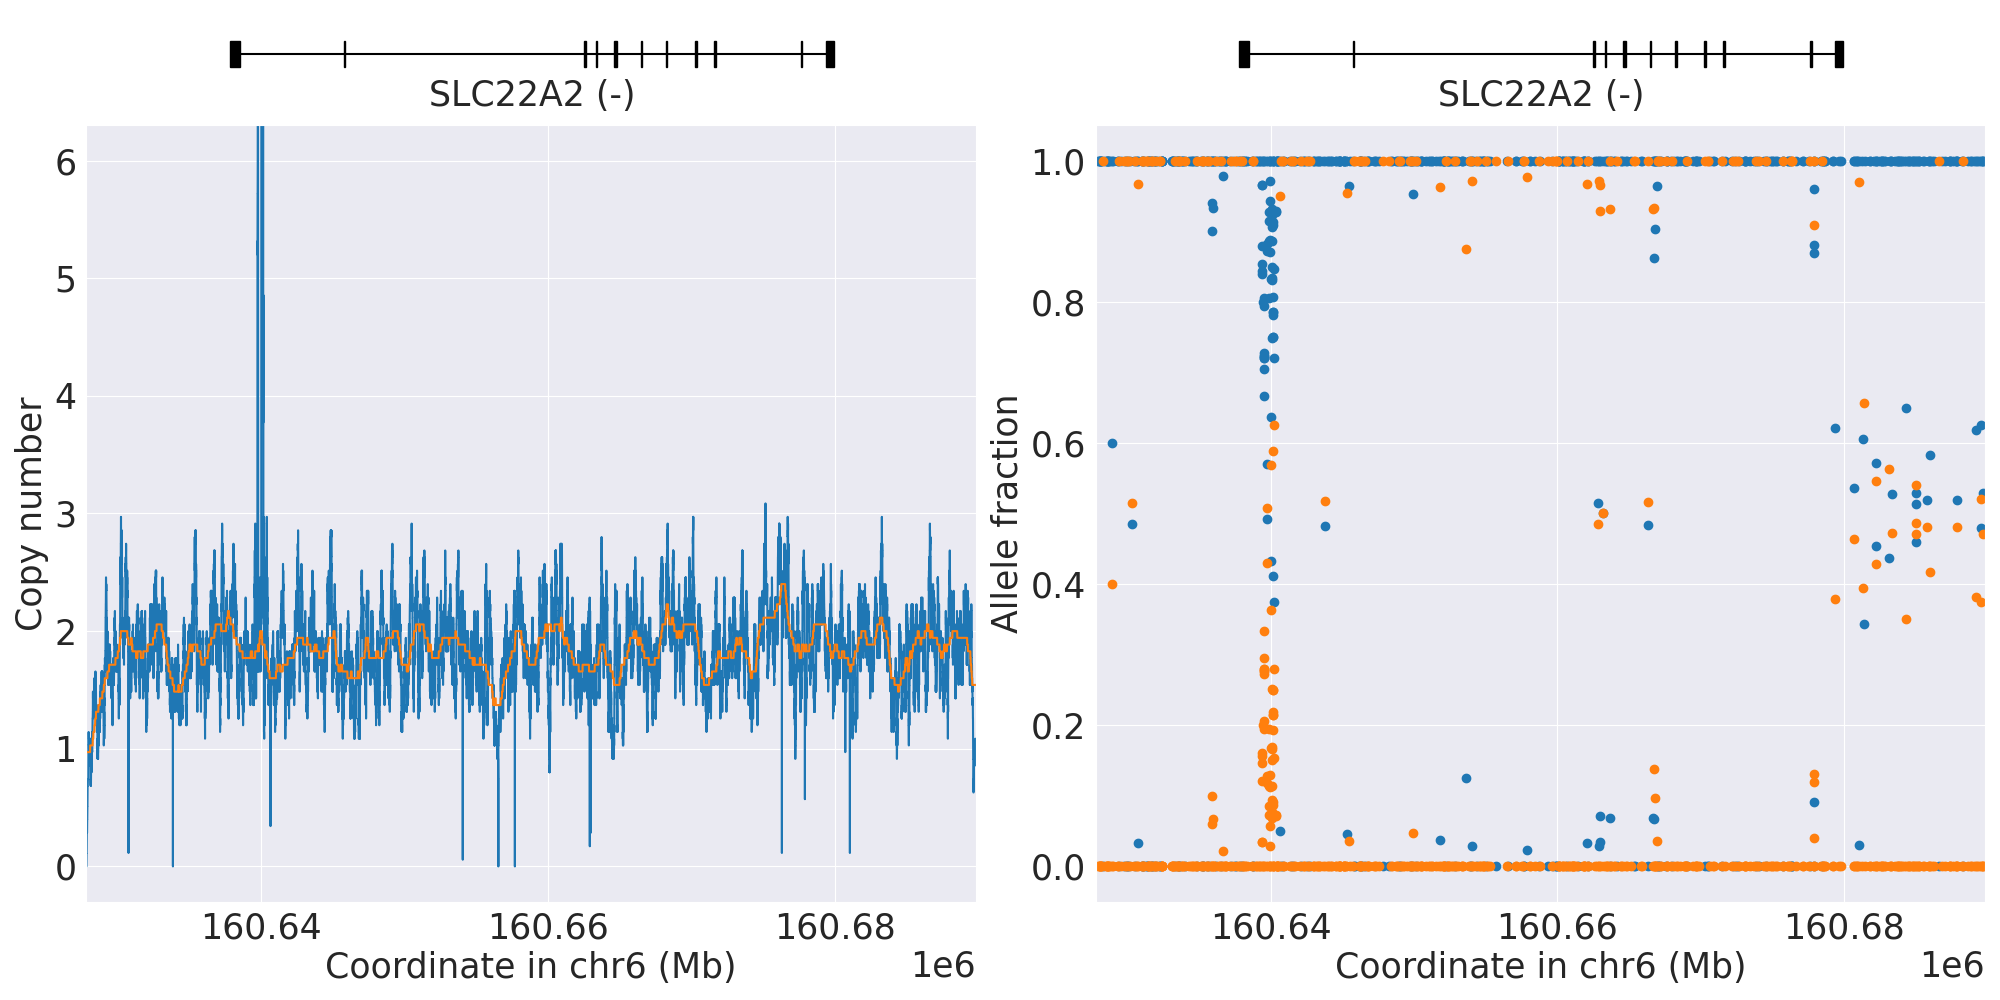 SLC22A2 (-)
6
5
4
3
2
1
0
Copy number
160.64 160.66 160.68
Coordinate in chr6 (Mb) 1e6
SLC22A2 (-)
1.0
0.8
0.6
0.4
0.2
0.0
Allele fraction
160.64 160.66 160.68
Coordinate in chr6 (Mb) 1e6